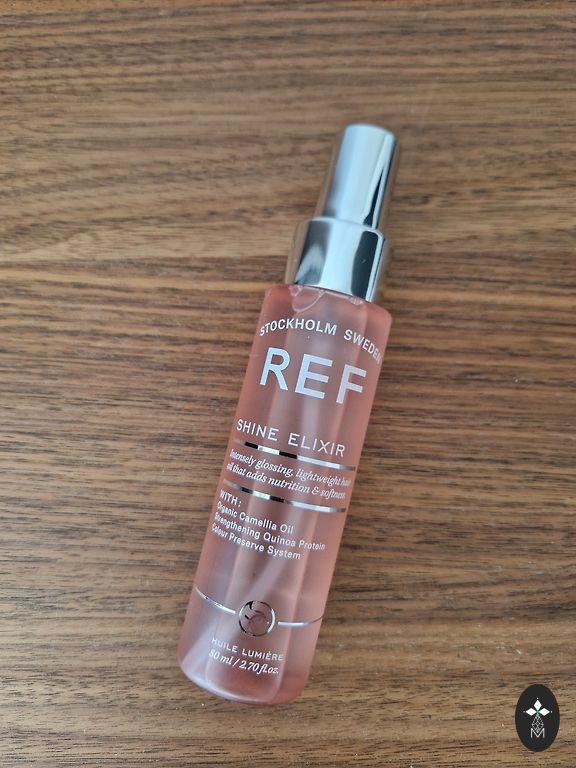 STOCKHOLM SWEDEN
REF
SHINE ELIXIR
Intensely glossing, lightweight hair
oil that adds nutrition & softness
WITH:
Organic Camellia Oil
Strengthening Quinoa Protein
Colour Preserve System
HUILE LUMIÈRE
80 ml / 2.70 fl.oz.
M